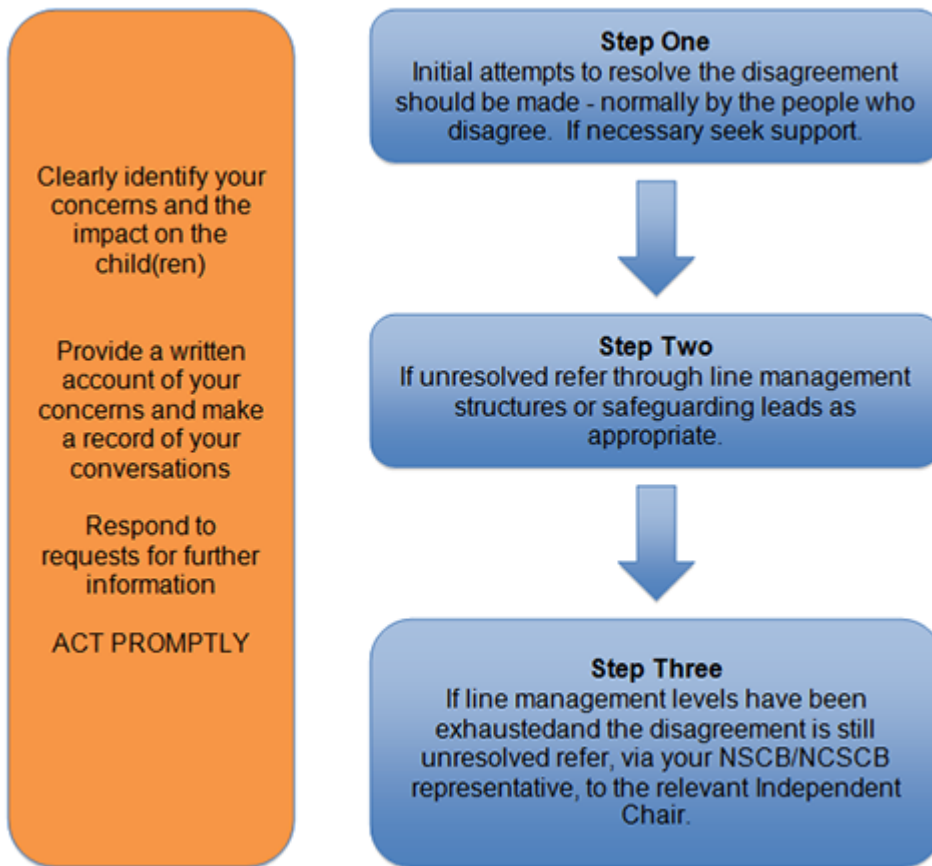 Clearly identify your
concerns and the
impact on the
child(ren)
Provide a written
account of your
concerns and make
a record of your
conversations
Respond to
requests for further
information
ACT PROMPTLY
Step One
Initial attempts to resolve the disagreement
should be made - normally by the people who
disagree.  If necessary seek support.
Step Two
If unresolved refer through line management
structures or safeguarding leads as
appropriate.
Step Three
If line management levels have been
exhaustedand the disagreement is still
unresolved refer, via your NSCB/NCSCB
representative, to the relevant Independent
Chair.